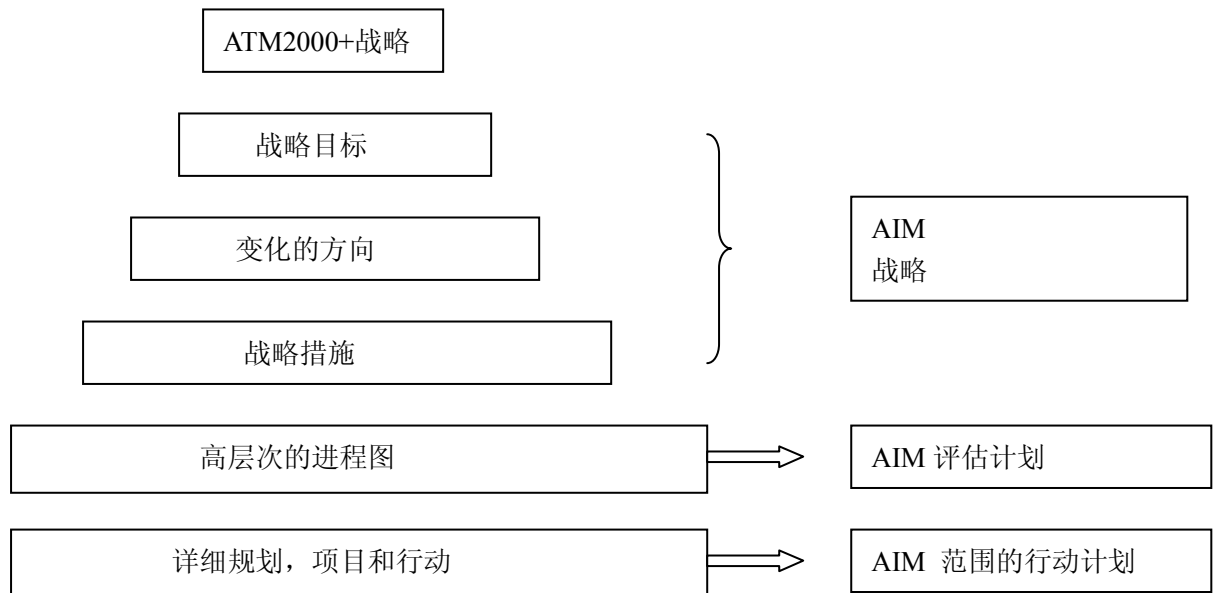 ATM2000+战略
战略目标
变化的方向
AIM
战略
战略措施
高层次的进程图
AIM 评估计划
详细规划，项目和行动
AIM 范围的行动计划